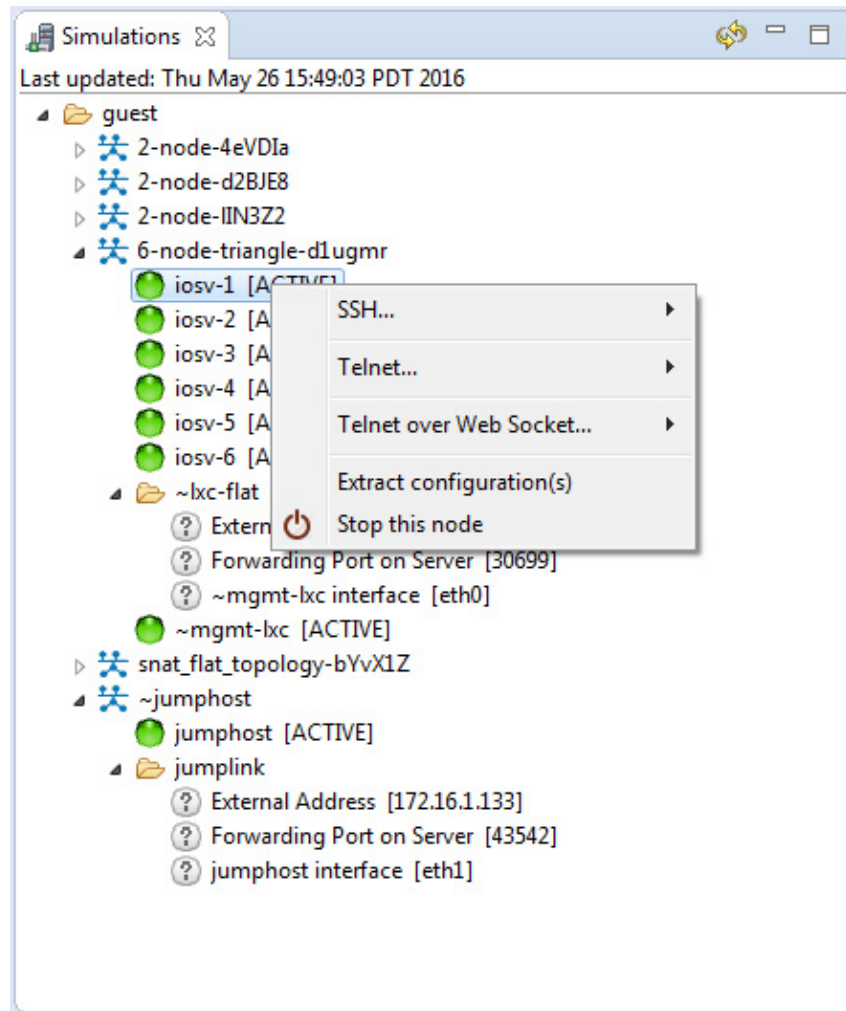 Simulations
Last updated: Thu May 26 15:49:03 PDT 2016
guest
2-node-4eVDIa
2-node-d2BJE8
2-node-lIN3Z2
6-node-triangle-d1ugmr
iosv-1 [ACTIVE]
SSH...
iosv-2 [A
iosv-3 [A
Telnet...
iosv-4 [A
iosv-5 [A
Telnet over Web Socket...
iosv-6 [A
~lxc-flat
Extract configuration(s)
Extern
Stop this node
Forwarding Port on Server [30699]
~mgmt-lxc interface [eth0]
~mgmt-lxc [ACTIVE]
snat_flat_topology-bYvX1Z
~jumphost
jumphost [ACTIVE]
jumplink
External Address [172.16.1.133]
Forwarding Port on Server [43542]
jumphost interface [eth1]